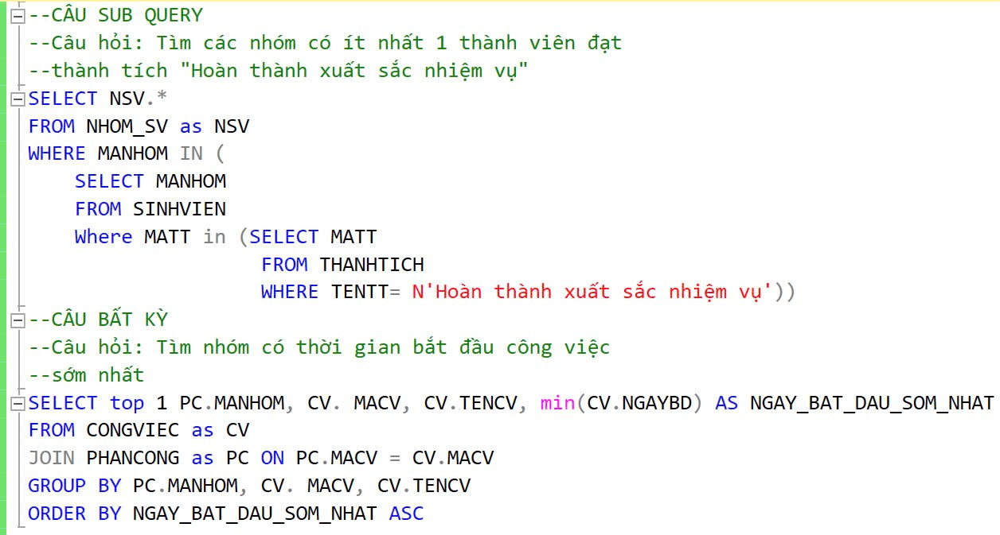 --CÂU SUB QUERY
--Câu hỏi: Tìm các nhóm có ít nhất 1 thành viên đạt
--thành tích "Hoàn thành xuất sắc nhiệm vụ"
SELECT NSV.*
FROM NHOM_SV as NSV
WHERE MANHOM IN (
SELECT MANHOM
FROM SINHVIEN
Where MATT in (SELECT MATT
FROM THANHTICH
WHERE TENTT= N'Hoàn thành xuất sắc nhiệm vụ'))
--CÂU BẤT KỲ
--Câu hỏi: Tìm nhóm có thời gian bắt đầu công việc
--sớm nhất
SELECT top 1 PC.MANHOM, CV. MACV, CV.TENCV, min(CV.NGAYBD) AS NGAY_BAT_DAU_SOM_NHAT
FROM CONGVIEC as CV
JOIN PHANCONG as PC ON PC.MACV = CV.MACV
GROUP BY PC.MANHOM, CV. MACV, CV.TENCV
ORDER BY NGAY_BAT_DAU_SOM_NHAT ASC